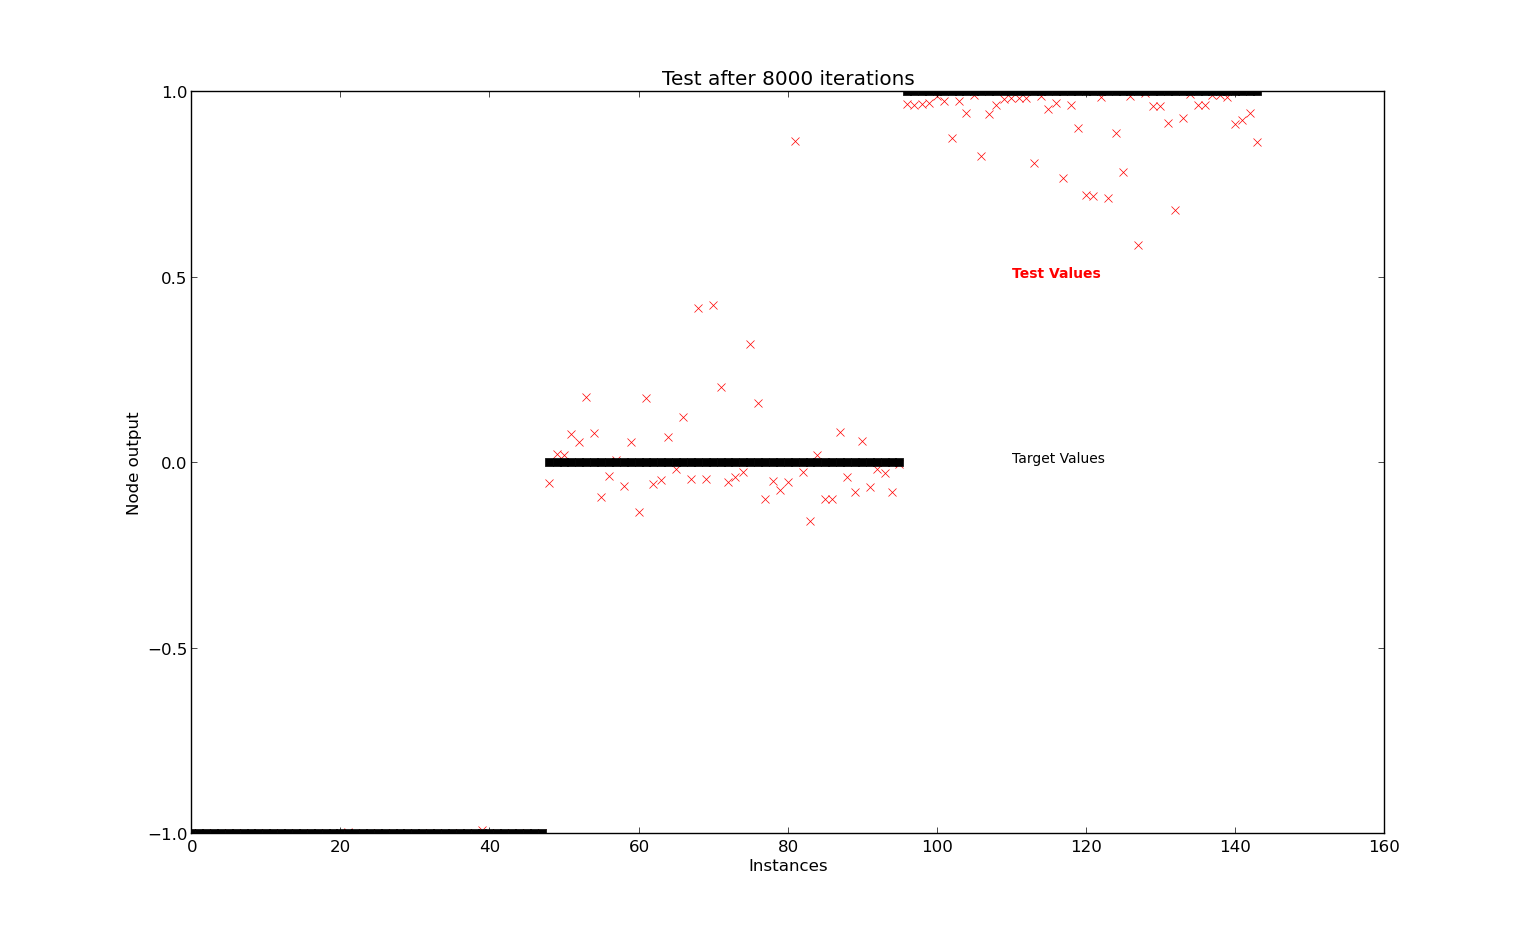 Test after 8000 iterations
1.0
0.5
0.0
−0.5
−1.0
Node output
Test Values
Target Values
0 20 40 60 80 100 120 140 160
Instances